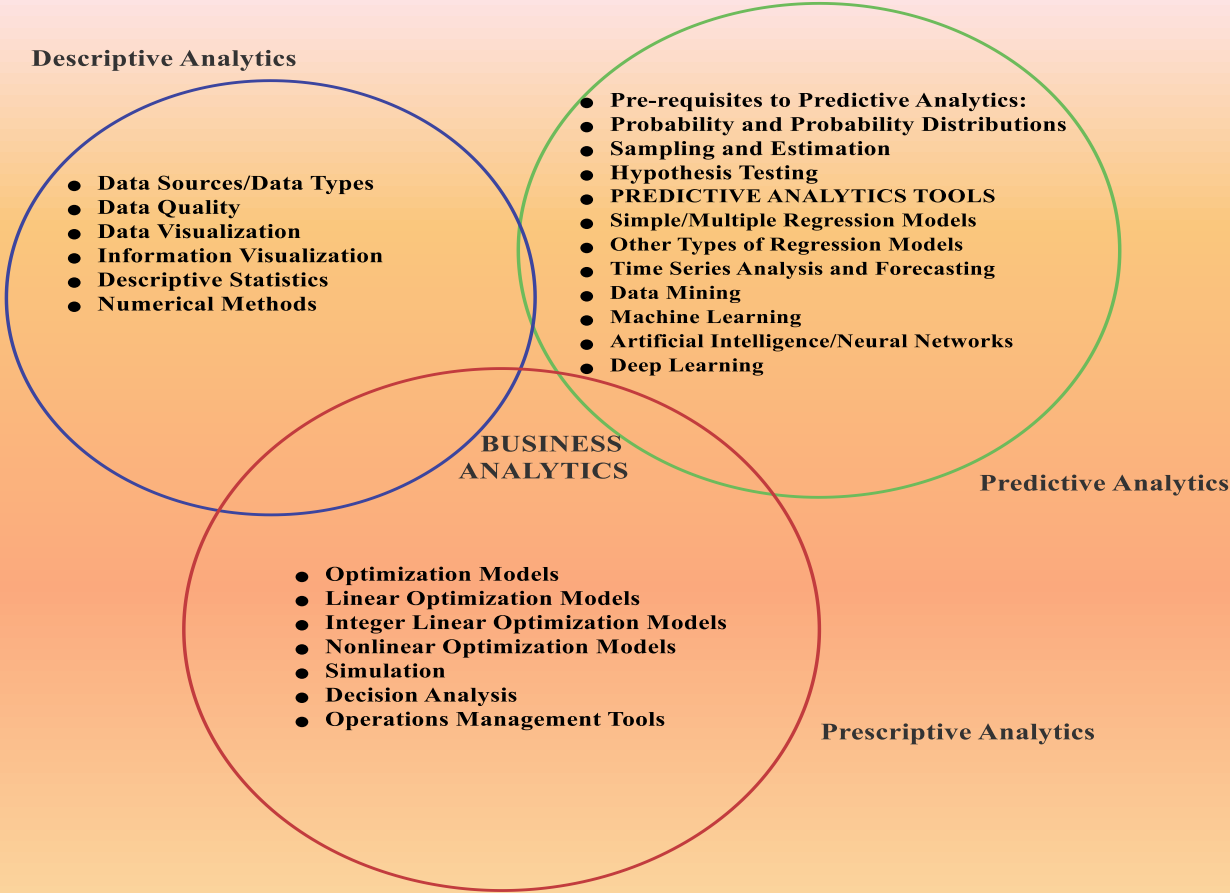 Descriptive Analytics
● Data Sources/Data Types
● Data Quality
● Data Visualization
● Information Visualization
● Descriptive Statistics
● Numerical Methods
● Pre-requisites to Predictive Analytics:
● Probability and Probability Distributions
● Sampling and Estimation
● Hypothesis Testing
● PREDICTIVE ANALYTICS TOOLS
● Simple/Multiple Regression Models
● Other Types of Regression Models
● Time Series Analysis and Forecasting
● Data Mining
● Machine Learning
● Artificial Intelligence/Neural Networks
● Deep Learning
BUSINESS
ANALYTICS
Predictive Analytics
● Optimization Models
● Linear Optimization Models
● Integer Linear Optimization Models
● Nonlinear Optimization Models
● Simulation
● Decision Analysis
● Operations Management Tools
Prescriptive Analytics